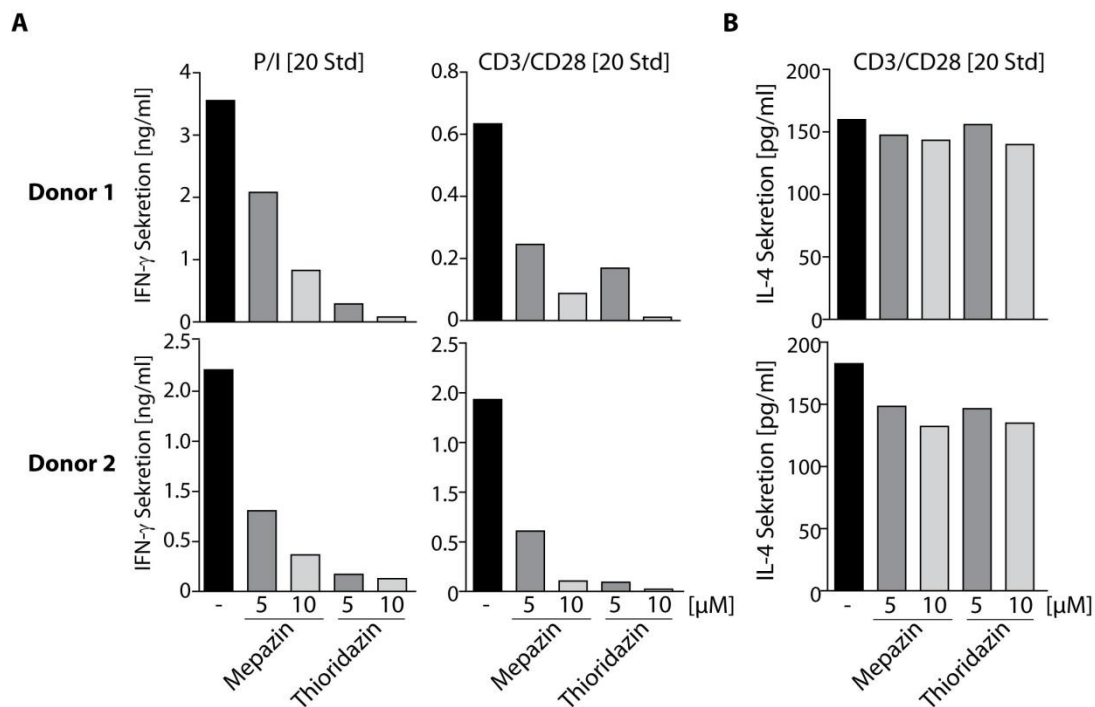 A
B
P/I [20 Std]
CD3/CD28 [20 Std]
CD3/CD28 [20 Std]
Donor 1
IFN-γ Sekretion [ng/ml]
4
3
2
1
0
0.8
0.6
0.4
0.2
0
IL-4 Sekretion [pg/ml]
200
150
100
50
0
Donor 2
IFN-γ Sekretion [ng/ml]
2.5
2.0
1.0
1.5
0.5
0
2.5
2.0
1.0
1.5
0.5
0
IL-4 Sekretion [pg/ml]
200
150
100
50
0
- 5 10 5 10
- 5 10 5 10 [µM]
- 5 10 5 10 [µM]
Mepazin
Thioridazin
Mepazin
Thioridazin
Mepazin
Thioridazin